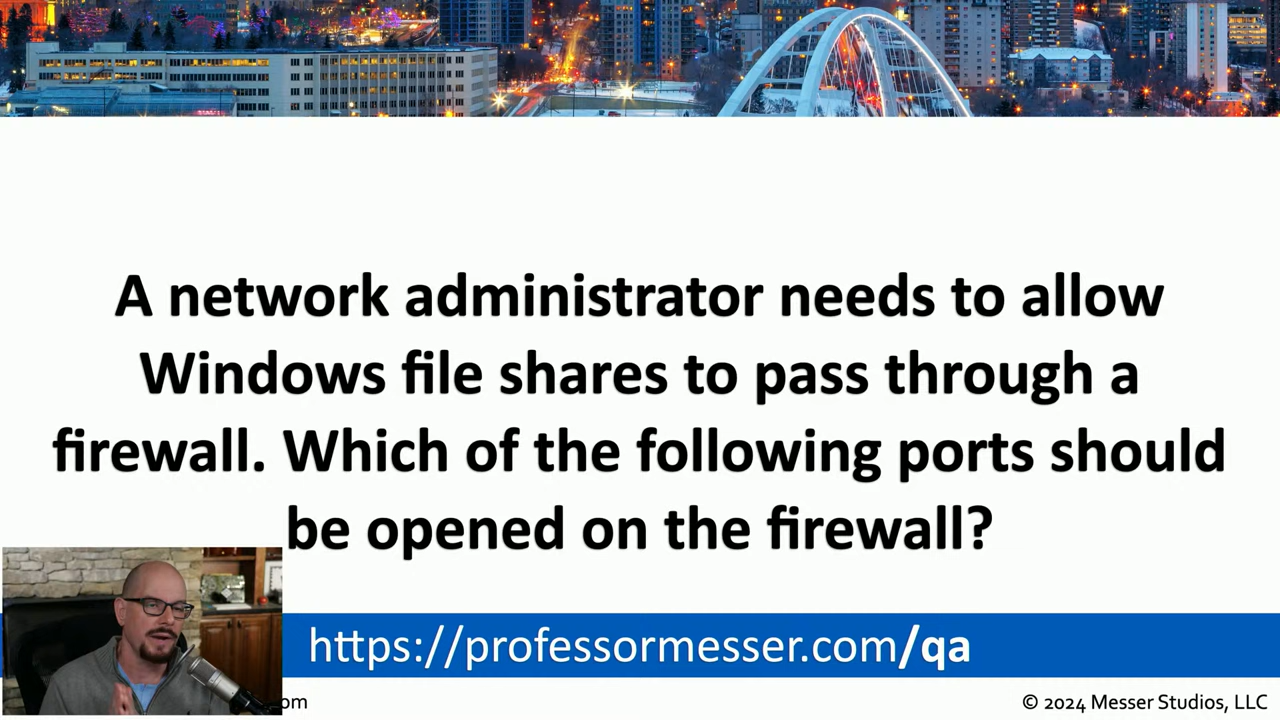 A network administrator needs to allow
Windows file shares to pass through a
firewall. Which of the following ports should
be opened on the firewall?
https://professormesser.com/qa
om
© 2024 Messer Studios, LLC